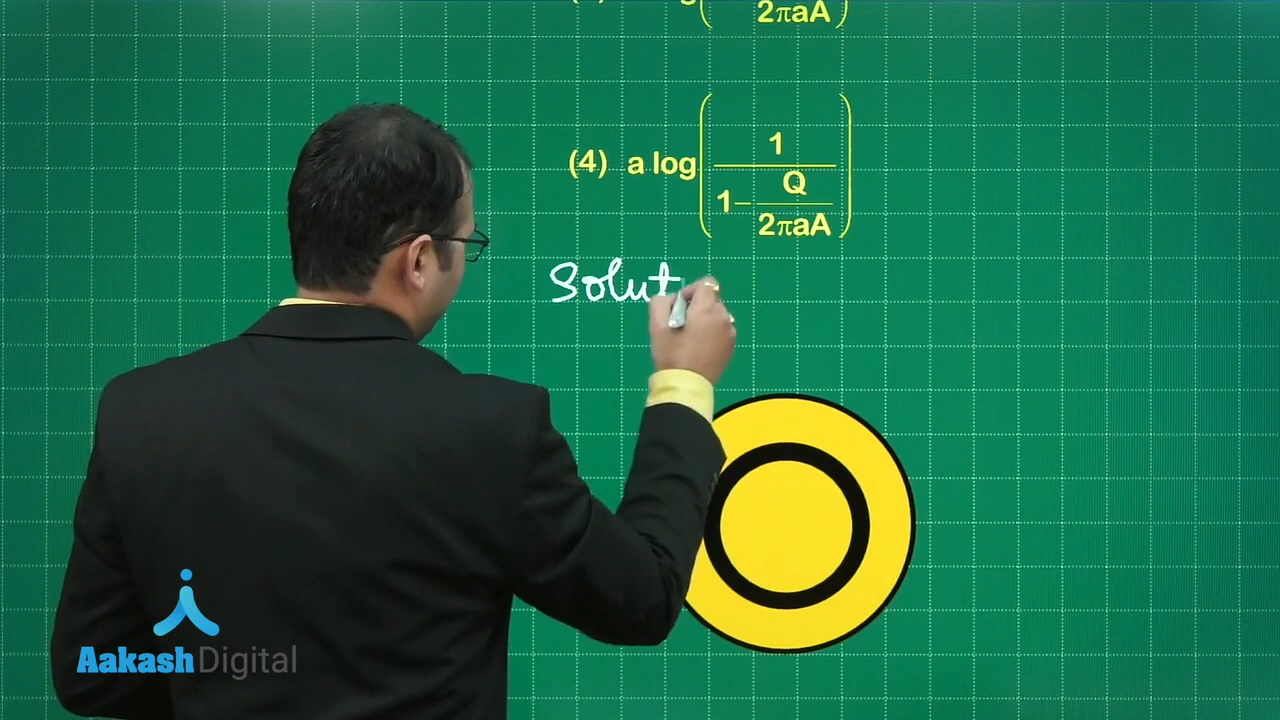 2πaA
(4) a log(1/(1−Q/2πaA))
Solut
Aakash Digital